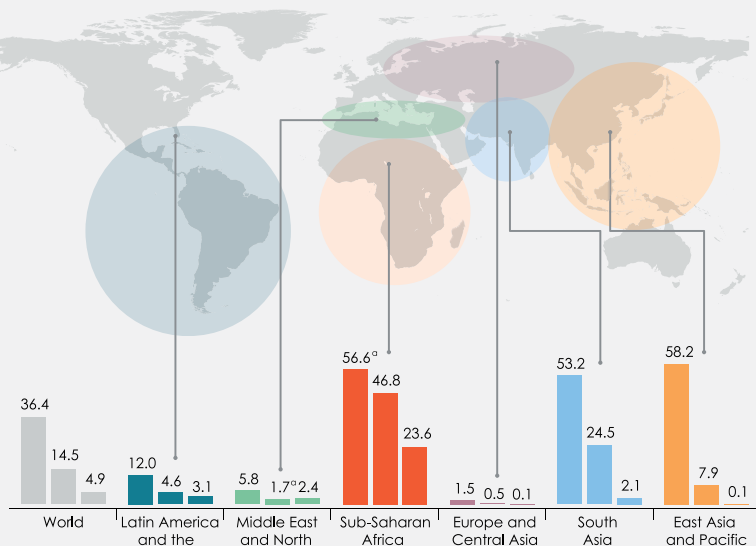 56.6a
58.2
53.2
46.8
36.4
24.5
23.6
14.5
12.0
7.9
4.9
4.6
3.1
5.8
1.7a
2.4
1.5
0.5
0.1
2.1
0.1
World
Latin America
and the
Middle East
and North
Sub-Saharan
Africa
Europe and
Central Asia
South
Asia
East Asia
and Pacific